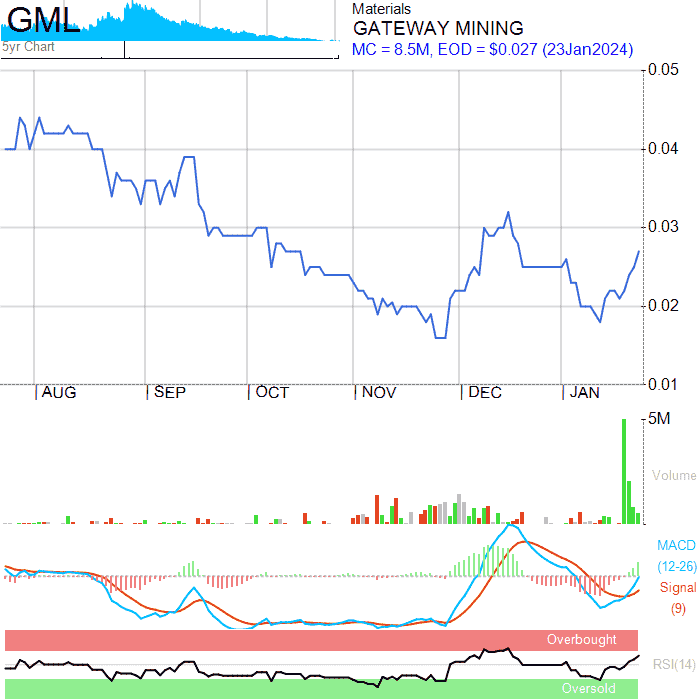 GML
5yr Chart
Materials
GATEWAY MINING
MC = 8.5M, EOD = $0.027 (23Jan2024)
0.05
0.04
0.03
0.02
0.01
AUG SEP OCT NOV DEC JAN
5M
Volume
MACD
(12-26)
Signal
(9)
Overbought
RSI(14)
Oversold